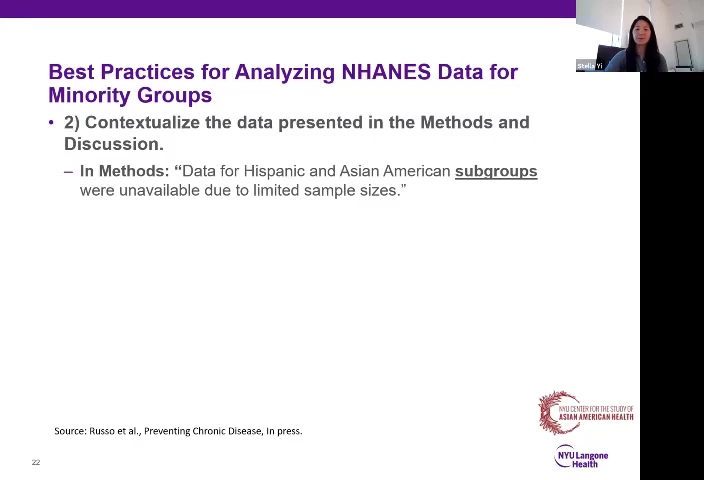 Stella Yi
Best Practices for Analyzing NHANES Data for
Minority Groups
• 2) Contextualize the data presented in the Methods and
Discussion.
– In Methods: “Data for Hispanic and Asian American subgroups
were unavailable due to limited sample sizes.”
NYU CENTER FOR THE STUDY OF
ASIAN AMERICAN HEALTH
Source: Russo et al., Preventing Chronic Disease, In press.
NYU Langone
Health
22